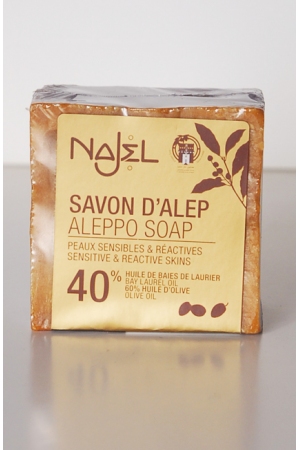 NAJEL
SAVON D'ALEP
ALEPPO SOAP
PEAUX SENSIBLES & RÉACTIVES
SENSITIVE & REACTIVE SKINS
40% HUILE DE BAIES DE LAURIER
BAY LAUREL OIL
60% HUILE D'OLIVE
OLIVE OIL